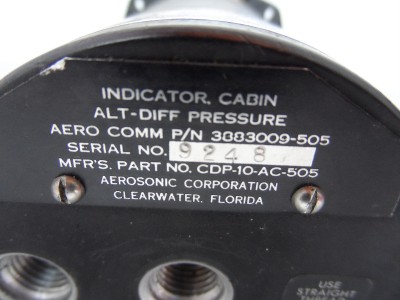 INDICATOR, CABIN
ALT-DIFF PRESSURE
AERO COMM P/N 3883009-505
SERIAL NO. 9248
MFR'S. PART NO. CDP-10-AC-505
AEROSONIC CORPORATION
CLEARWATER, FLORIDA
USE
STRAIGHT